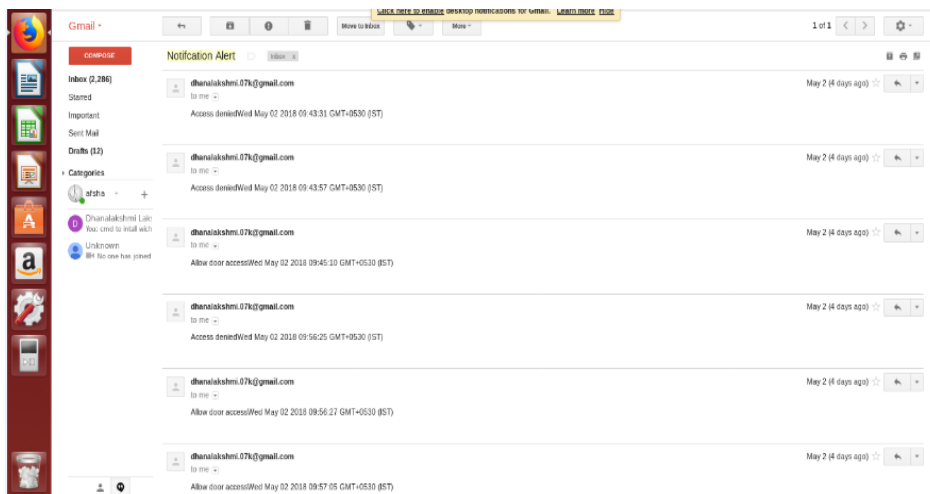 Click here to enable desktop notifications for Gmail. Learn more Hide
Gmail
Move to Inbox
More
1 of 1
COMPOSE
Notifcation Alert
Inbox x
Inbox (2,286)
Starred
Important
Sent Mail
Drafts (12)
Categories
afsha
+
D
Dhanalakshmi Lak
You: cmd to intall wich
Unknown
No one has joined
dhanalakshmi.07k@gmail.com
May 2 (4 days ago)
to me
Access deniedWed May 02 2018 09:43:31 GMT+0530 (IST)
dhanalakshmi.07k@gmail.com
May 2 (4 days ago)
to me
Access deniedWed May 02 2018 09:43:57 GMT+0530 (IST)
dhanalakshmi.07k@gmail.com
May 2 (4 days ago)
to me
Allow door accessWed May 02 2018 09:45:10 GMT+0530 (IST)
dhanalakshmi.07k@gmail.com
May 2 (4 days ago)
to me
Access deniedWed May 02 2018 09:56:25 GMT+0530 (IST)
dhanalakshmi.07k@gmail.com
May 2 (4 days ago)
to me
Allow door accessWed May 02 2018 09:56:27 GMT+0530 (IST)
dhanalakshmi.07k@gmail.com
May 2 (4 days ago)
to me
Allow door accessWed May 02 2018 09:57:05 GMT+0530 (IST)